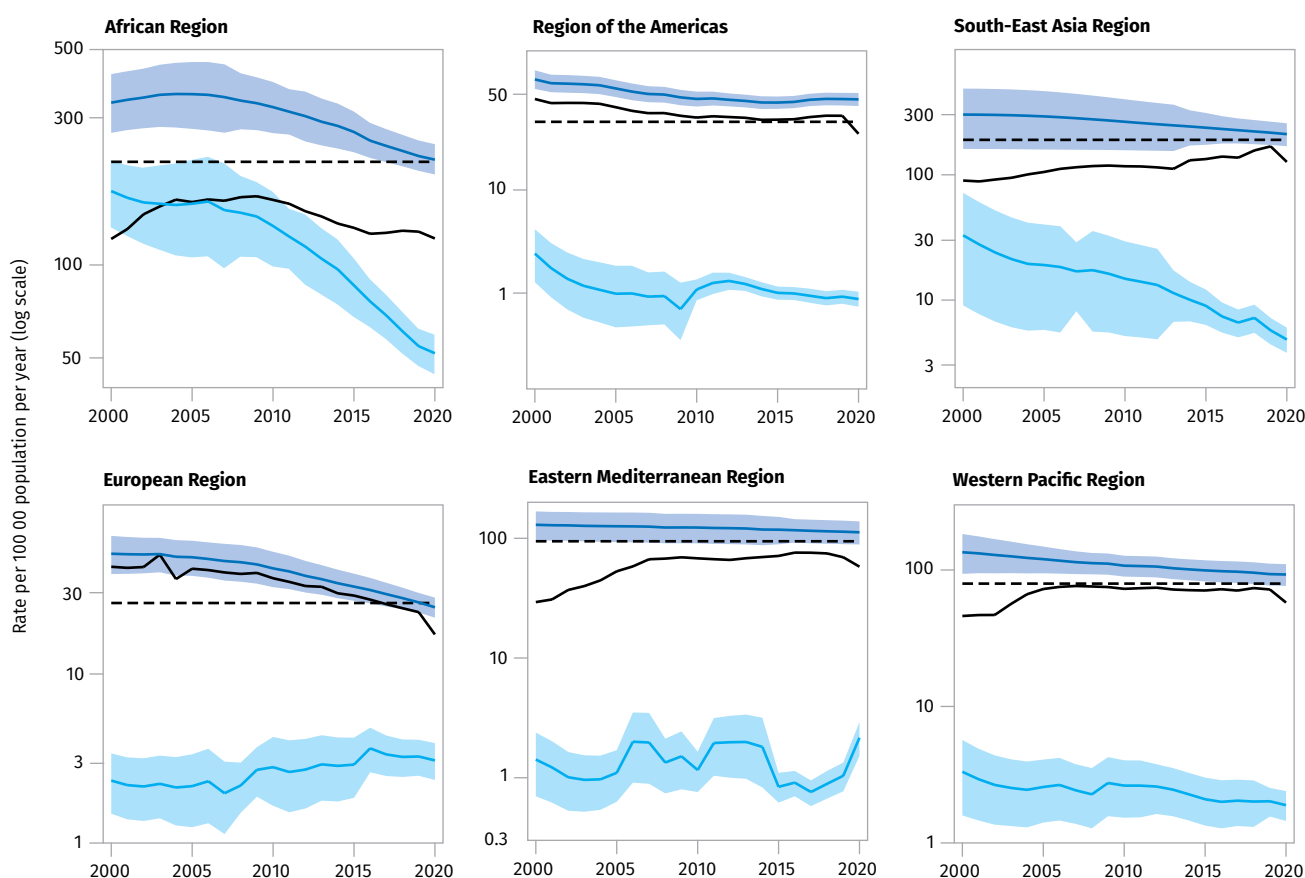 African Region
Region of the Americas
South-East Asia Region
500
300
100
50
50
10
1
300
100
30
10
3
2000 2005 2010 2015 2020
2000 2005 2010 2015 2020
2000 2005 2010 2015 2020
Rate per 100 00 population per year (log scale)
European Region
Eastern Mediterranean Region
Western Pacific Region
30
10
3
1
100
10
1
0.3
100
10
1
2000 2005 2010 2015 2020
2000 2005 2010 2015 2020
2000 2005 2010 2015 2020